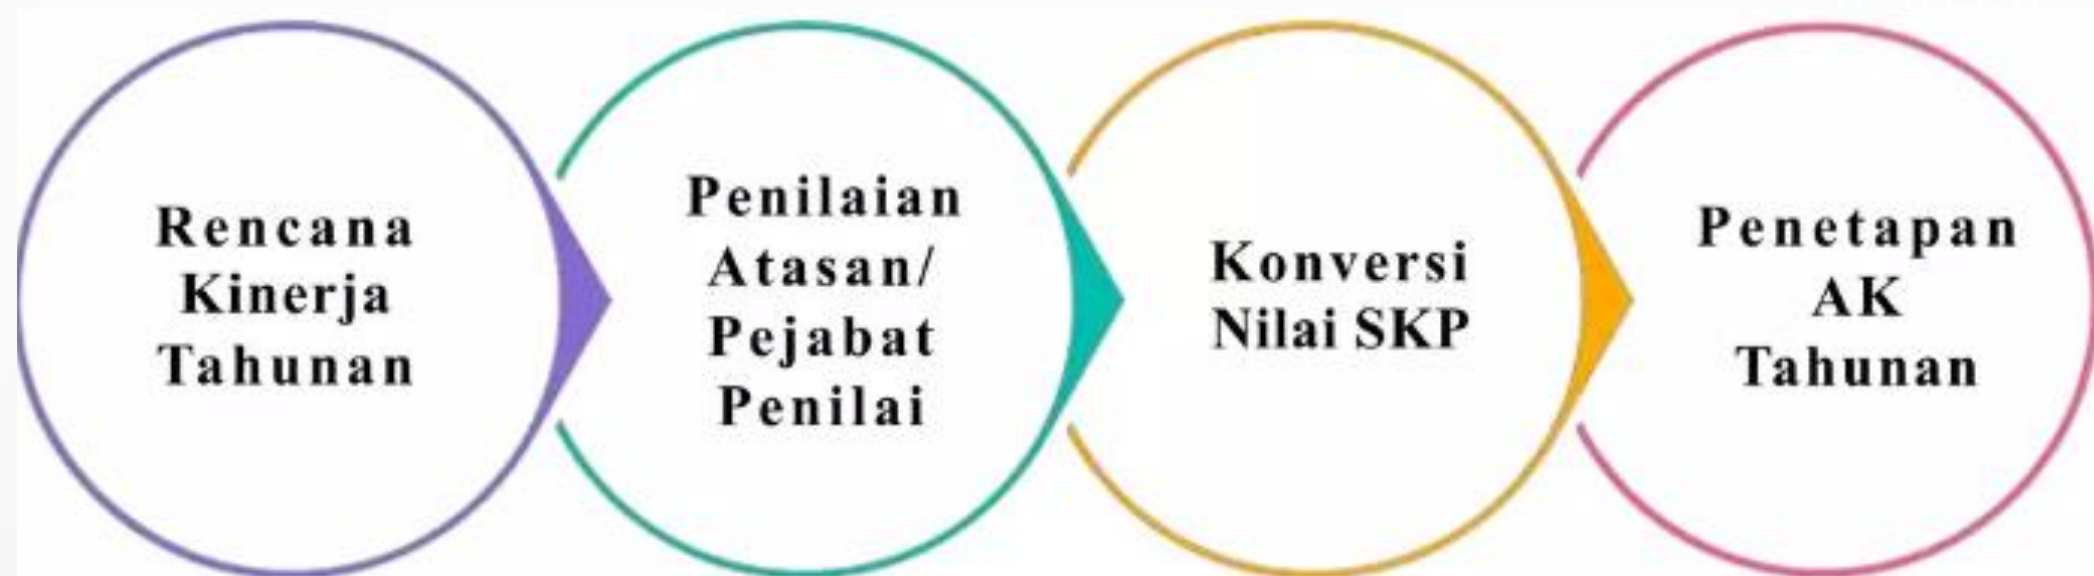 Rencana
Kinerja
Tahunan
Penilaian
Atasan/
Pejabat
Penilai
Konversi
Nilai SKP
Penetapan
AK
Tahunan